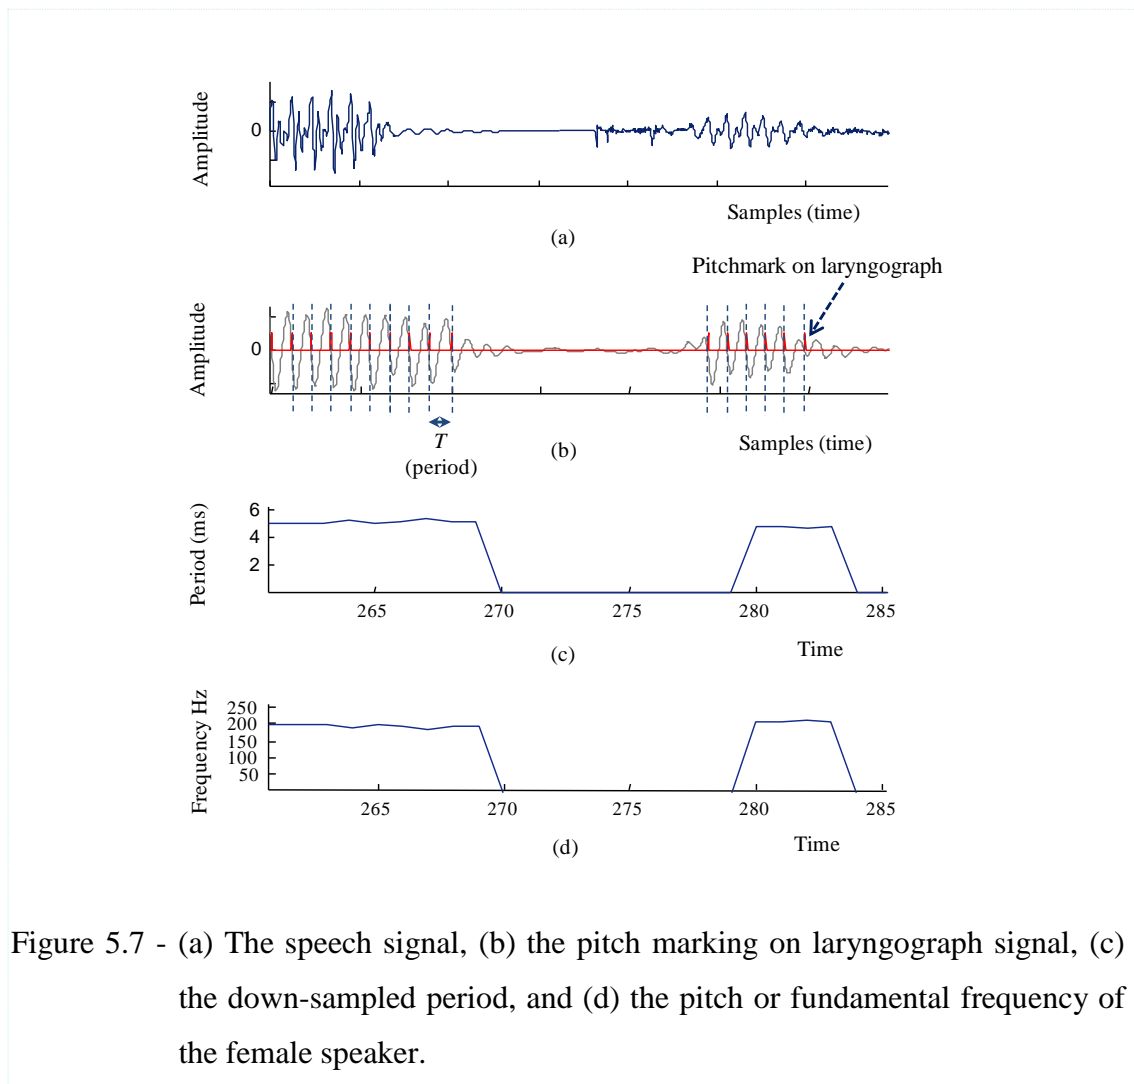 Amplitude
0
Samples (time)
(a)
Pitchmark on laryngograph
Amplitude
0
T
(period)
(b)
Samples (time)
Period (ms)
6
4
2
265 270 275 280 285
Time
(c)
Frequency Hz
250
200
150
100
50
265 270 275 280 285
Time
(d)
Figure 5.7 - (a) The speech signal, (b) the pitch marking on laryngograph signal, (c)
the down-sampled period, and (d) the pitch or fundamental frequency of
the female speaker.